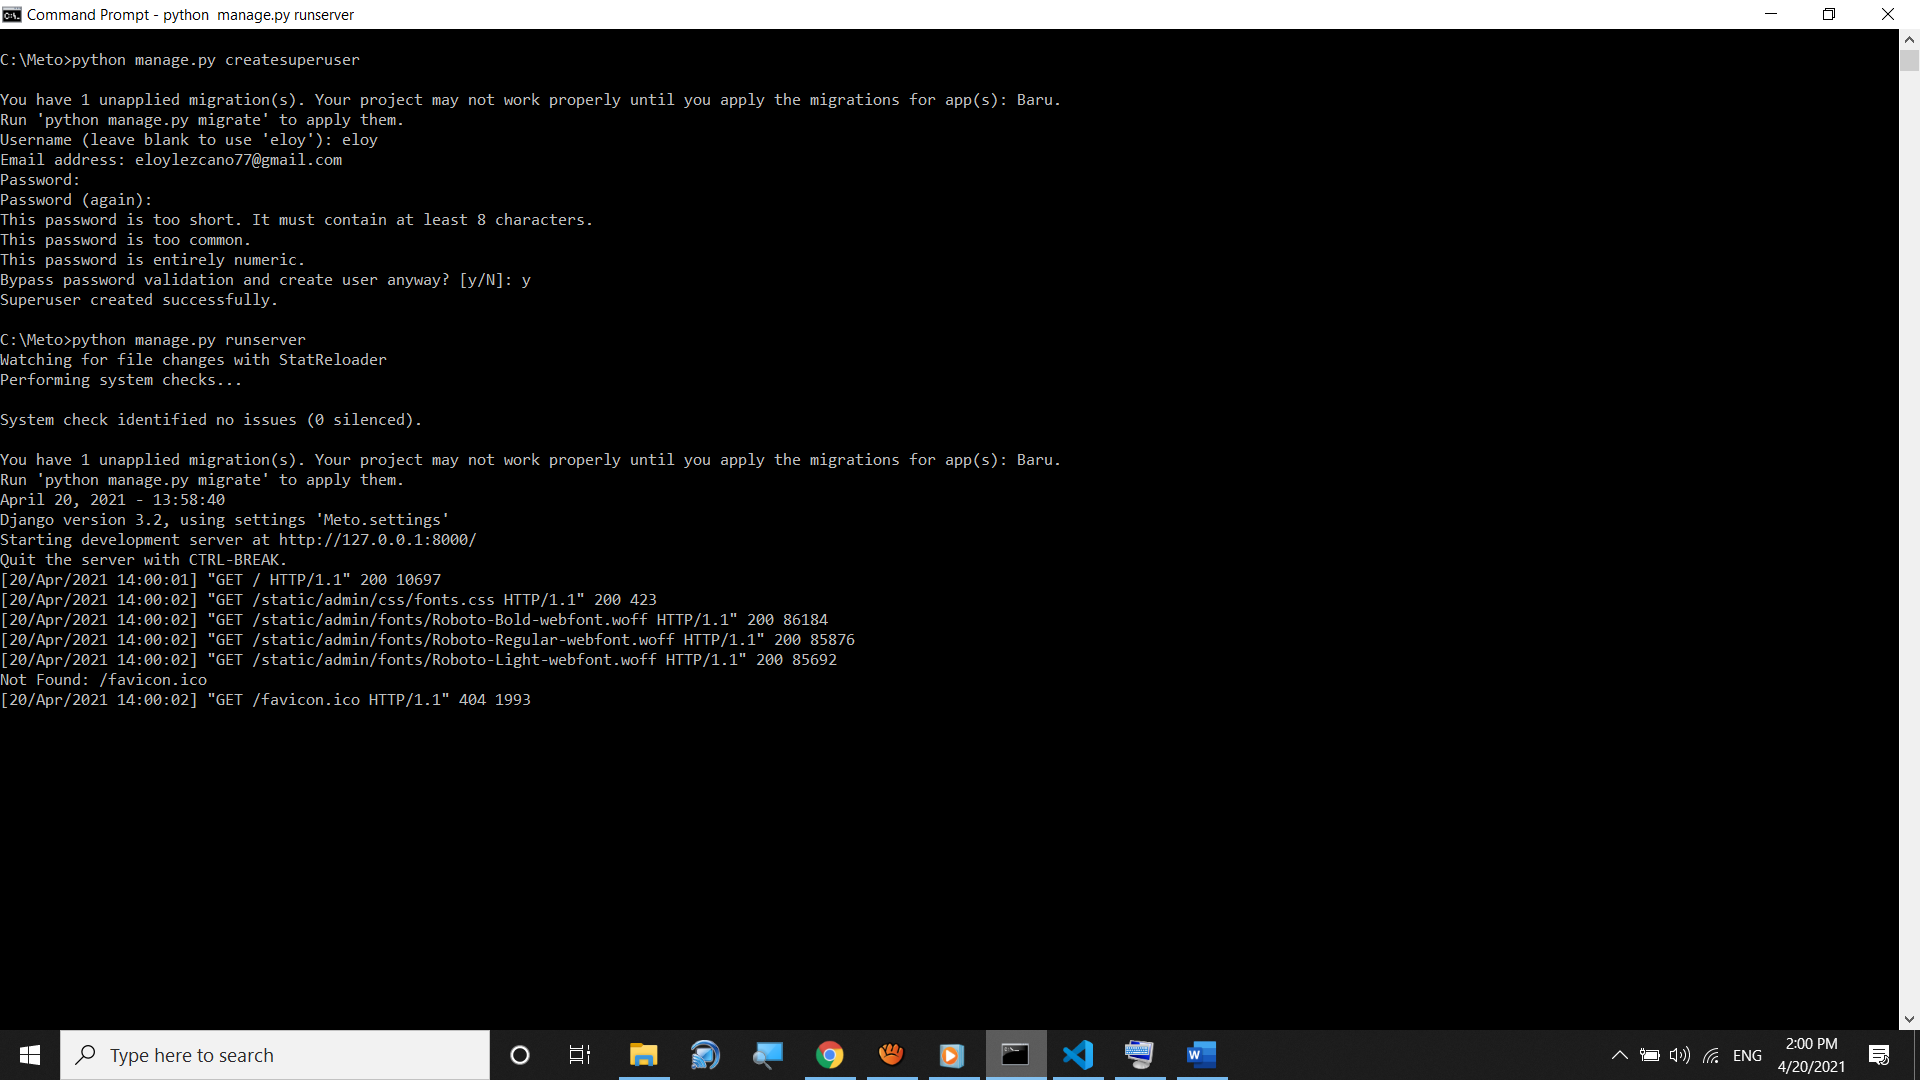 Command Prompt - python  manage.py runserver
C:\Meto>python manage.py createsuperuser
You have 1 unapplied migration(s). Your project may not work properly until you apply the migrations for app(s): Baru.
Run 'python manage.py migrate' to apply them.
Username (leave blank to use 'eloy'): eloy
Email address: eloylezcano77@gmail.com
Password:
Password (again):
This password is too short. It must contain at least 8 characters.
This password is too common.
This password is entirely numeric.
Bypass password validation and create user anyway? [y/N]: y
Superuser created successfully.
C:\Meto>python manage.py runserver
Watching for file changes with StatReloader
Performing system checks...
System check identified no issues (0 silenced).
You have 1 unapplied migration(s). Your project may not work properly until you apply the migrations for app(s): Baru.
Run 'python manage.py migrate' to apply them.
April 20, 2021 - 13:58:40
Django version 3.2, using settings 'Meto.settings'
Starting development server at http://127.0.0.1:8000/
Quit the server with CTRL-BREAK.
[20/Apr/2021 14:00:01] "GET / HTTP/1.1" 200 10697
[20/Apr/2021 14:00:02] "GET /static/admin/css/fonts.css HTTP/1.1" 200 423
[20/Apr/2021 14:00:02] "GET /static/admin/fonts/Roboto-Bold-webfont.woff HTTP/1.1" 200 86184
[20/Apr/2021 14:00:02] "GET /static/admin/fonts/Roboto-Regular-webfont.woff HTTP/1.1" 200 85876
[20/Apr/2021 14:00:02] "GET /static/admin/fonts/Roboto-Light-webfont.woff HTTP/1.1" 200 85692
Not Found: /favicon.ico
[20/Apr/2021 14:00:02] "GET /favicon.ico HTTP/1.1" 404 1993
Type here to search
ENG
2:00 PM
4/20/2021